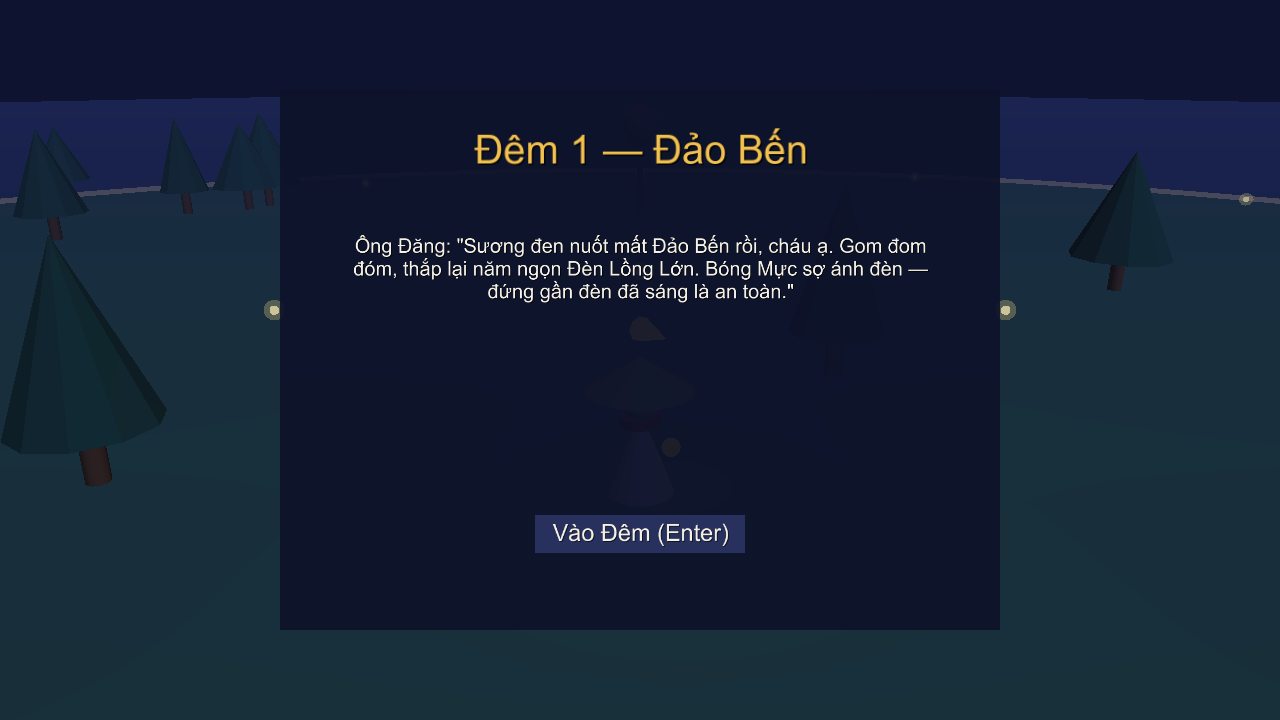 Đêm 1 — Đảo Bến
Ông Đăng: "Sương đen nuốt mất Đảo Bến rồi, cháu ạ. Gom đom
đóm, thắp lại năm ngọn Đèn Lồng Lớn. Bóng Mực sợ ánh đèn —
đứng gần đèn đã sáng là an toàn."
Vào Đêm (Enter)